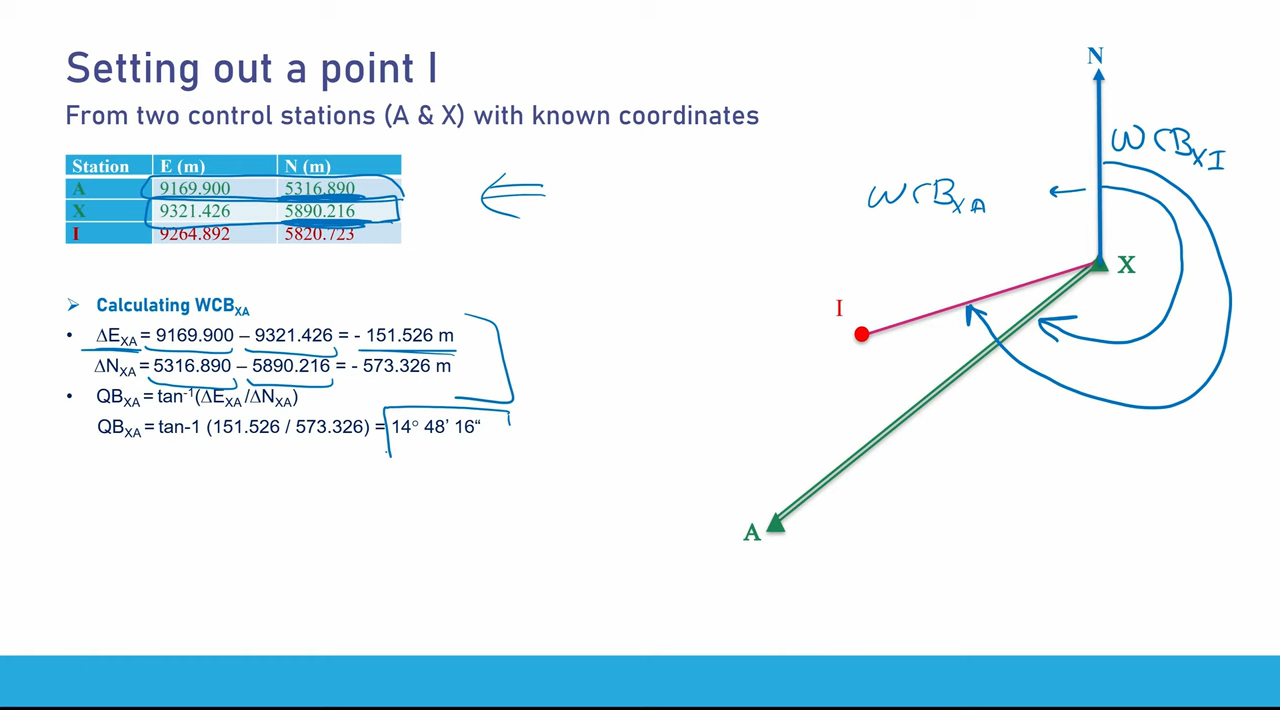 Setting out a point I
From two control stations (A & X) with known coordinates
Station E (m) N (m)
A 9169.900 5316.890
X 9321.426 5890.216
I 9264.892 5820.723
➢ Calculating WCBXA
• ΔEXA = 9169.900 – 9321.426 = - 151.526 m
ΔNXA = 5316.890 – 5890.216 = - 573.326 m
• QBXA = tan-1(ΔEXA /ΔNXA)
QBXA = tan-1 (151.526 / 573.326) = 14° 48’ 16“
N
WCBXI
WCBXA
X
I
A